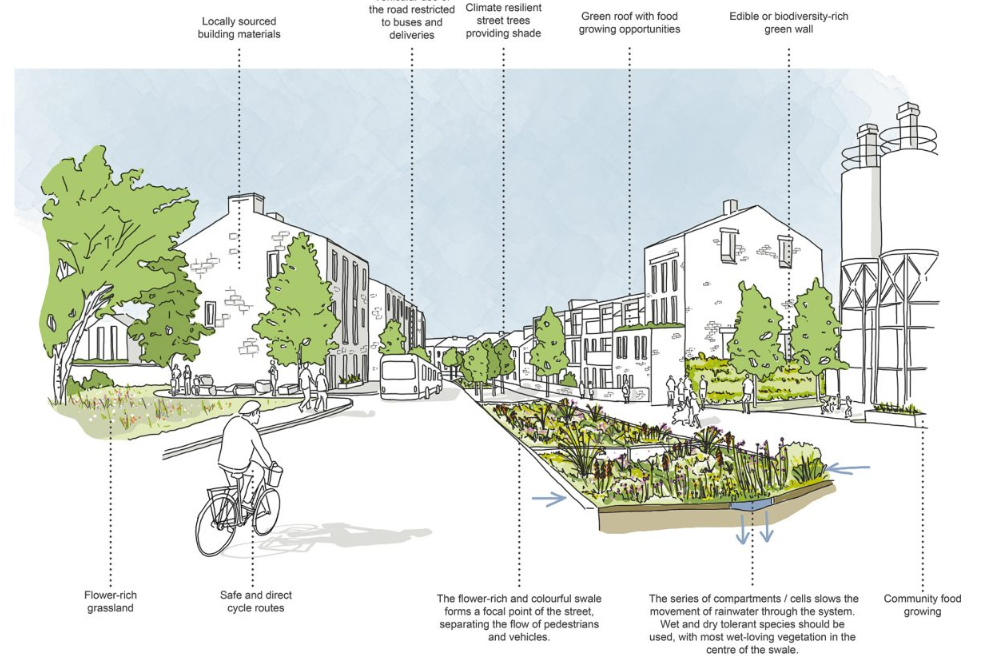 Locally sourced
building materials
the road restricted
to buses and
deliveries
Climate resilient
street trees
providing shade
Green roof with food
growing opportunities
Edible or biodiversity-rich
green wall
Flower-rich
grassland
Safe and direct
cycle routes
The flower-rich and colourful swale
forms a focal point of the street,
separating the flow of pedestrians
and vehicles.
The series of compartments / cells slows the
movement of rainwater through the system.
Wet and dry tolerant species should be
used, with most wet-loving vegetation in the
centre of the swale.
Community food
growing